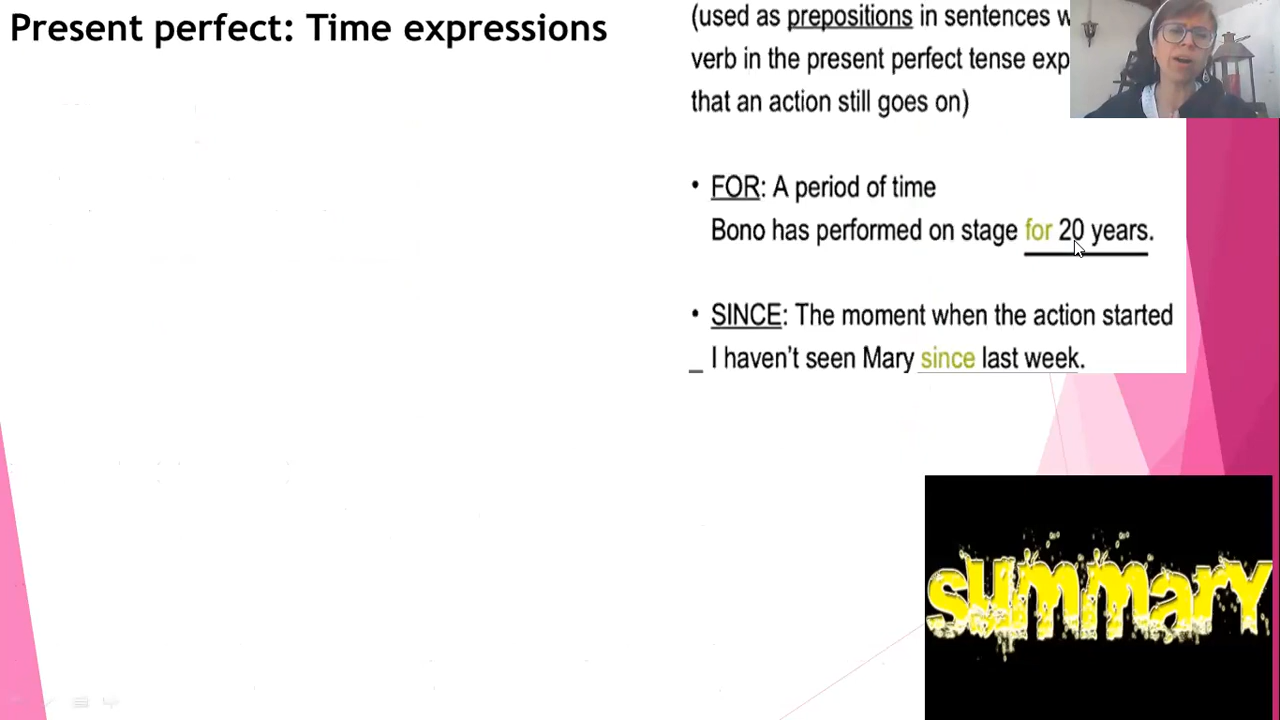 Present perfect: Time expressions
(used as prepositions in sentences
verb in the present perfect tense
that an action still goes on)
• FOR: A period of time
Bono has performed on stage for 20 years.
• SINCE: The moment when the action started
_ I haven't seen Mary since last week.
summary